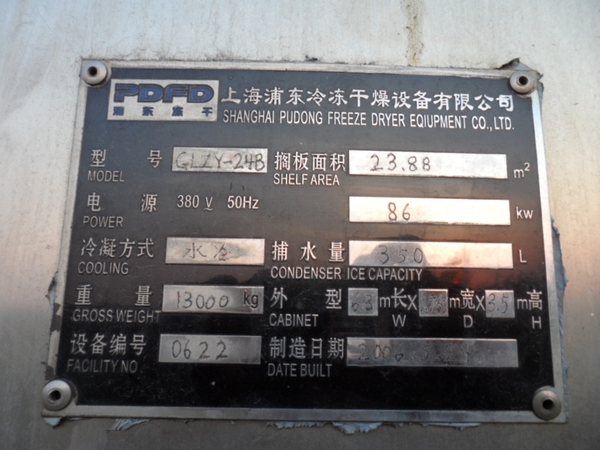 PDFD 上海浦东冷冻干燥设备有限公司
浦东冻干 SHANGHAI PUDONG FREEZE DRYER EQIUPMENT CO.,LTD.
型 号 GLZY-24B 搁板面积 23.88 m²
MODEL SHELF AREA
电 源 380 V 50Hz 86 kw
POWER
冷凝方式 水冷 捕水量 350 L
COOLING CONDENSER ICE CAPACITY
重 量 13000 kg 外 型 m长X m宽X 3.5 m高
GROSS WEIGHT CABINET W D H
设备编号 0622 制造日期
FACILITY NO DATE BUILT